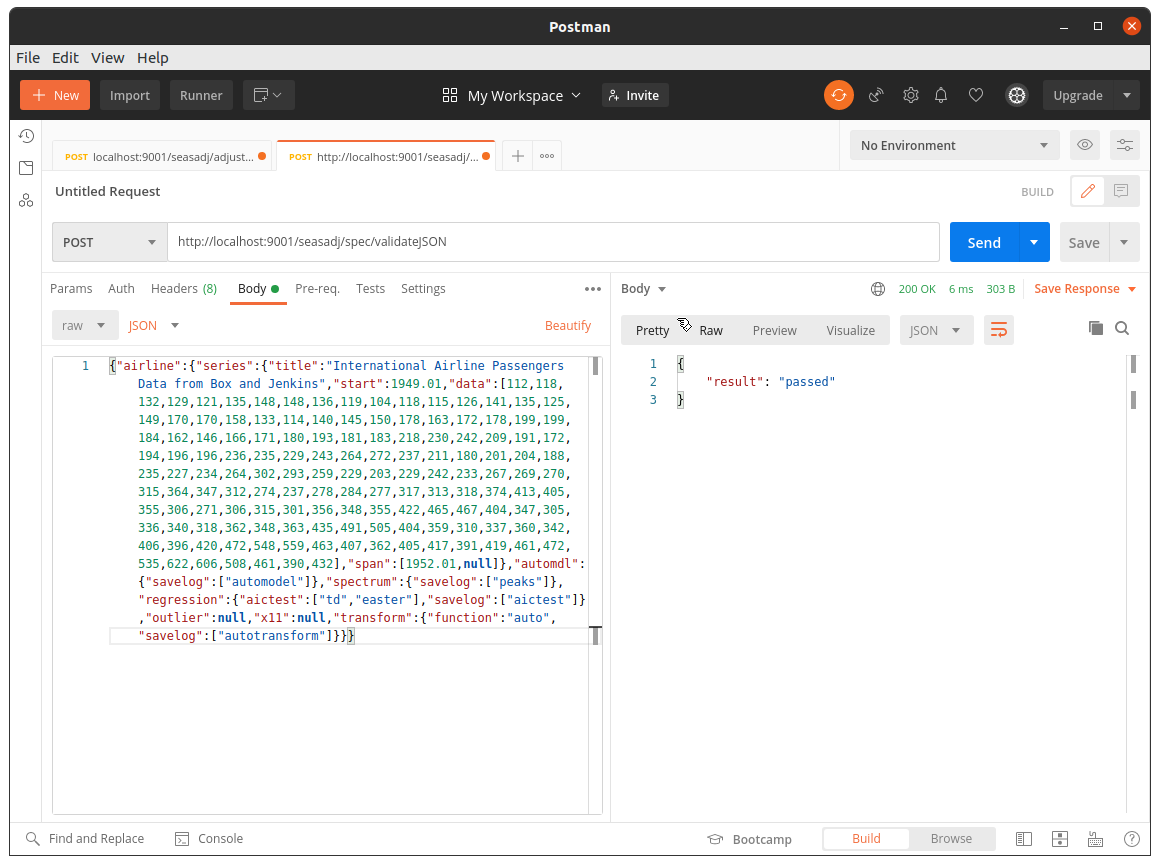 Postman
File Edit View Help
New Import Runner My Workspace Invite Upgrade
POST localhost:9001/seasadj/adjust... POST http://localhost:9001/seasadj/... No Environment
Untitled Request BUILD
POST http://localhost:9001/seasadj/spec/validateJSON Send Save
Params Auth Headers (8) Body Pre-req. Tests Settings
raw JSON Beautify
1 {"airline":{"series":{"title":"International Airline Passengers
Data from Box and Jenkins","start":1949.01,"data":[112,118,
132,129,121,135,148,148,136,119,104,118,115,126,141,135,125,
149,170,170,158,133,114,140,145,150,178,163,172,178,199,199,
184,162,146,166,171,180,193,181,183,218,230,242,209,191,172,
194,196,196,236,235,229,243,264,272,237,211,180,201,204,188,
235,227,234,264,302,293,259,229,203,229,242,233,267,269,270,
315,364,347,312,274,237,278,284,277,317,313,318,374,413,405,
355,306,271,306,315,301,356,348,355,422,465,467,404,347,305,
336,340,318,362,348,363,435,491,505,404,359,310,337,360,342,
406,396,420,472,548,559,463,407,362,405,417,391,419,461,472,
535,622,606,508,461,390,432],"span":[1952.01,null]},"automdl":
{"savelog":["automodel"]},"spectrum":{"savelog":["peaks"]},
"regression":{"aictest":["td","easter"],"savelog":["aictest"]}
,"outlier":null,"x11":null,"transform":{"function":"auto",
"savelog":["autotransform"]}}}
Body 200 OK 6 ms 303 B Save Response
Pretty Raw Preview Visualize JSON
1 {
2 "result": "passed"
3 }
Find and Replace Console Bootcamp Build Browse